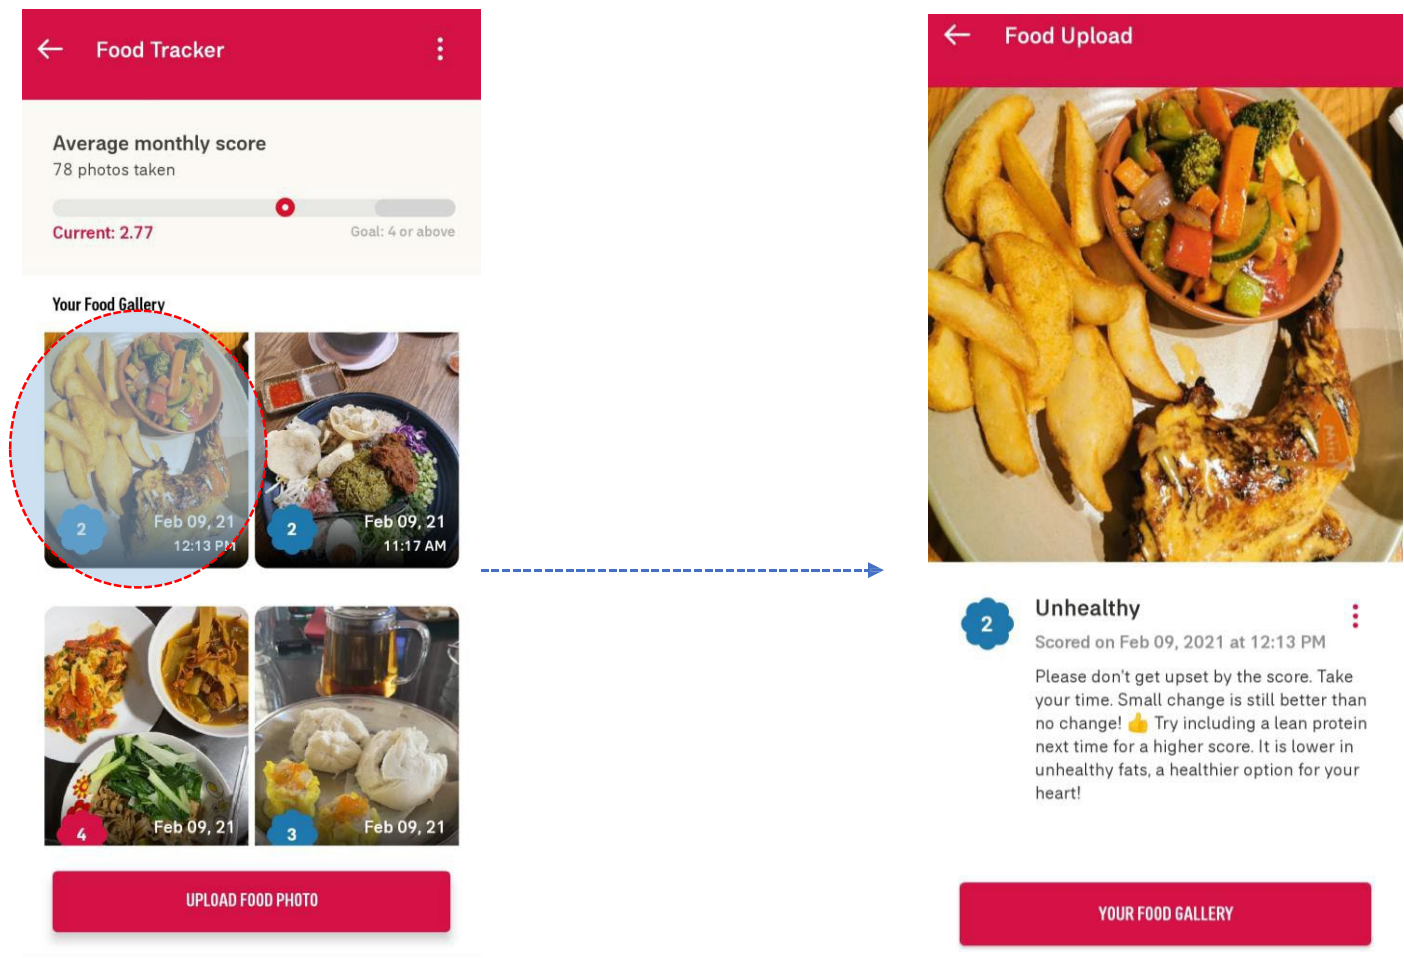 Food Tracker
Average monthly score
78 photos taken
Current: 2.77
Goal: 4 or above
Your Food Gallery
2
Feb 09, 21
12:13 PM
2
Feb 09, 21
11:17 AM
4
Feb 09, 21
3
Feb 09, 21
UPLOAD FOOD PHOTO
Food Upload
2
Unhealthy
Scored on Feb 09, 2021 at 12:13 PM
Please don't get upset by the score. Take
your time. Small change is still better than
no change! 👍 Try including a lean protein
next time for a higher score. It is lower in
unhealthy fats, a healthier option for your
heart!
YOUR FOOD GALLERY